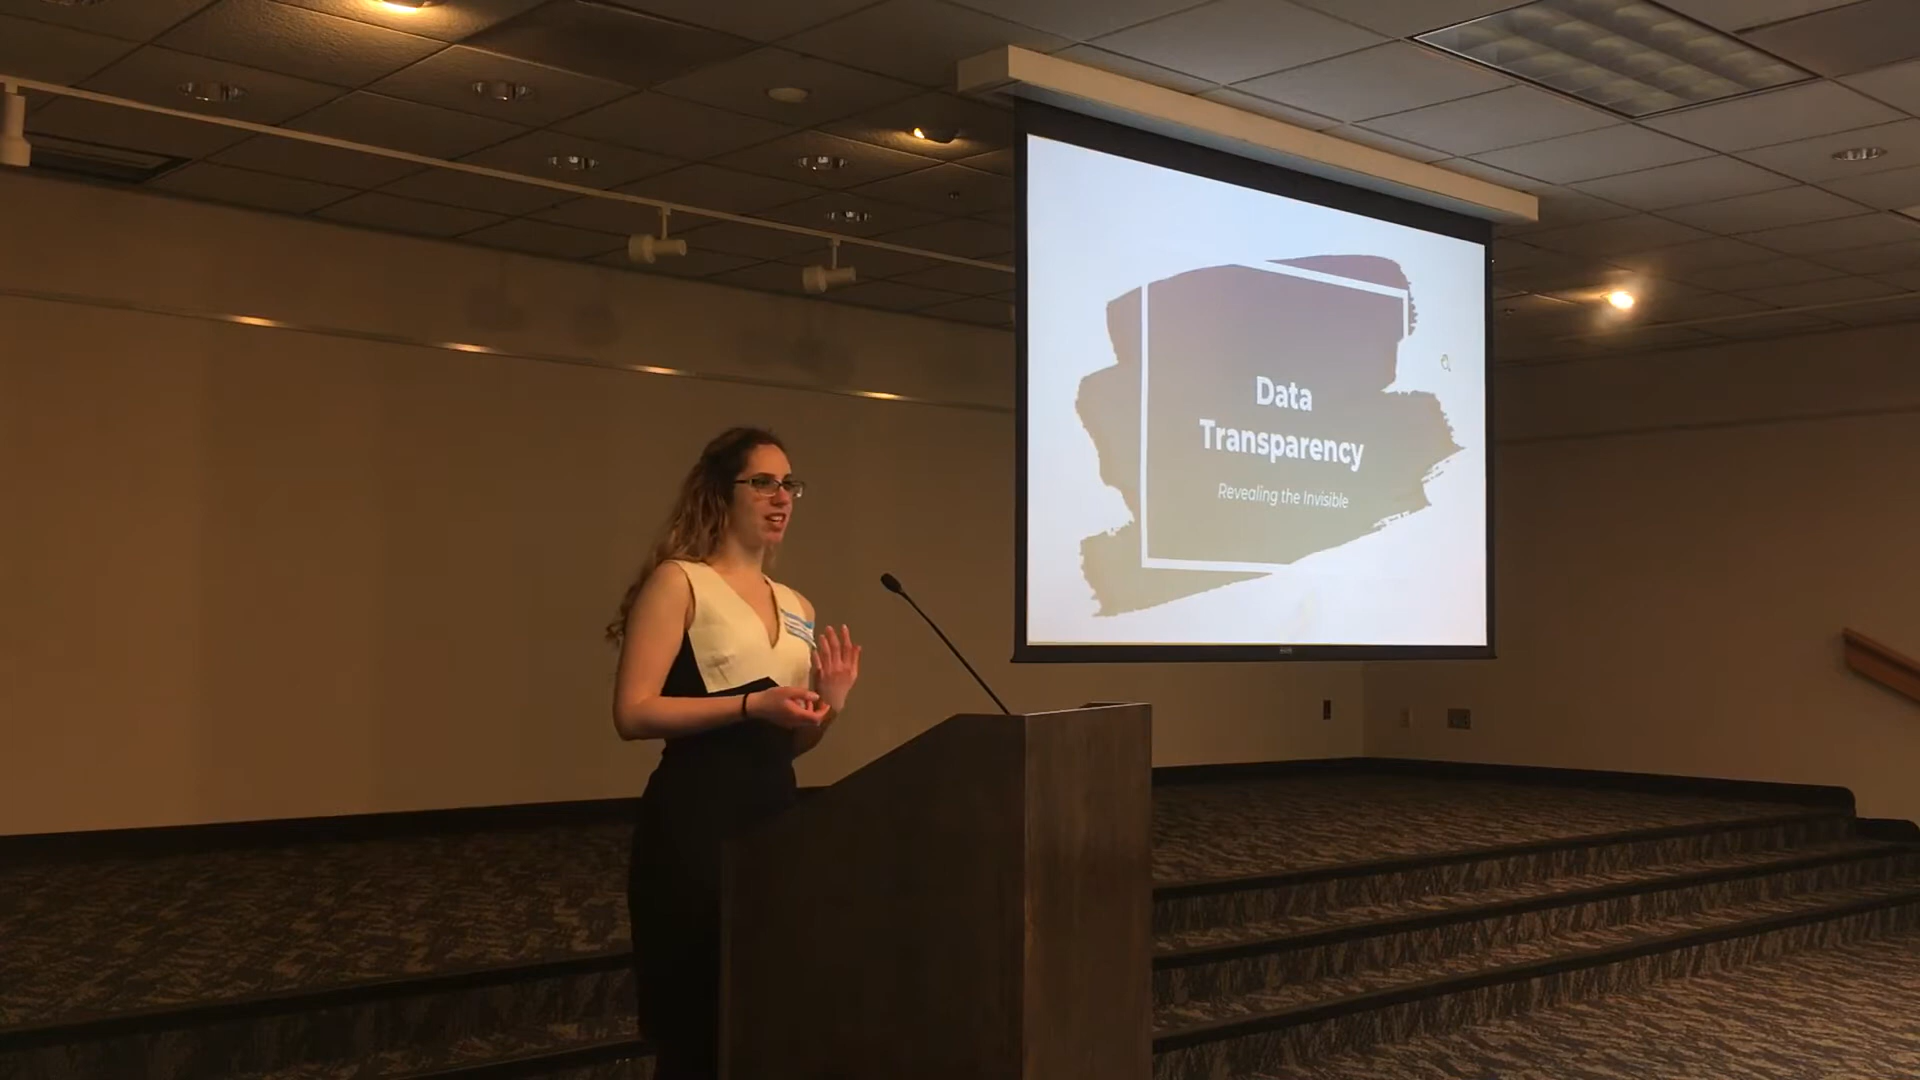 Data
Transparency
Revealing the Invisible